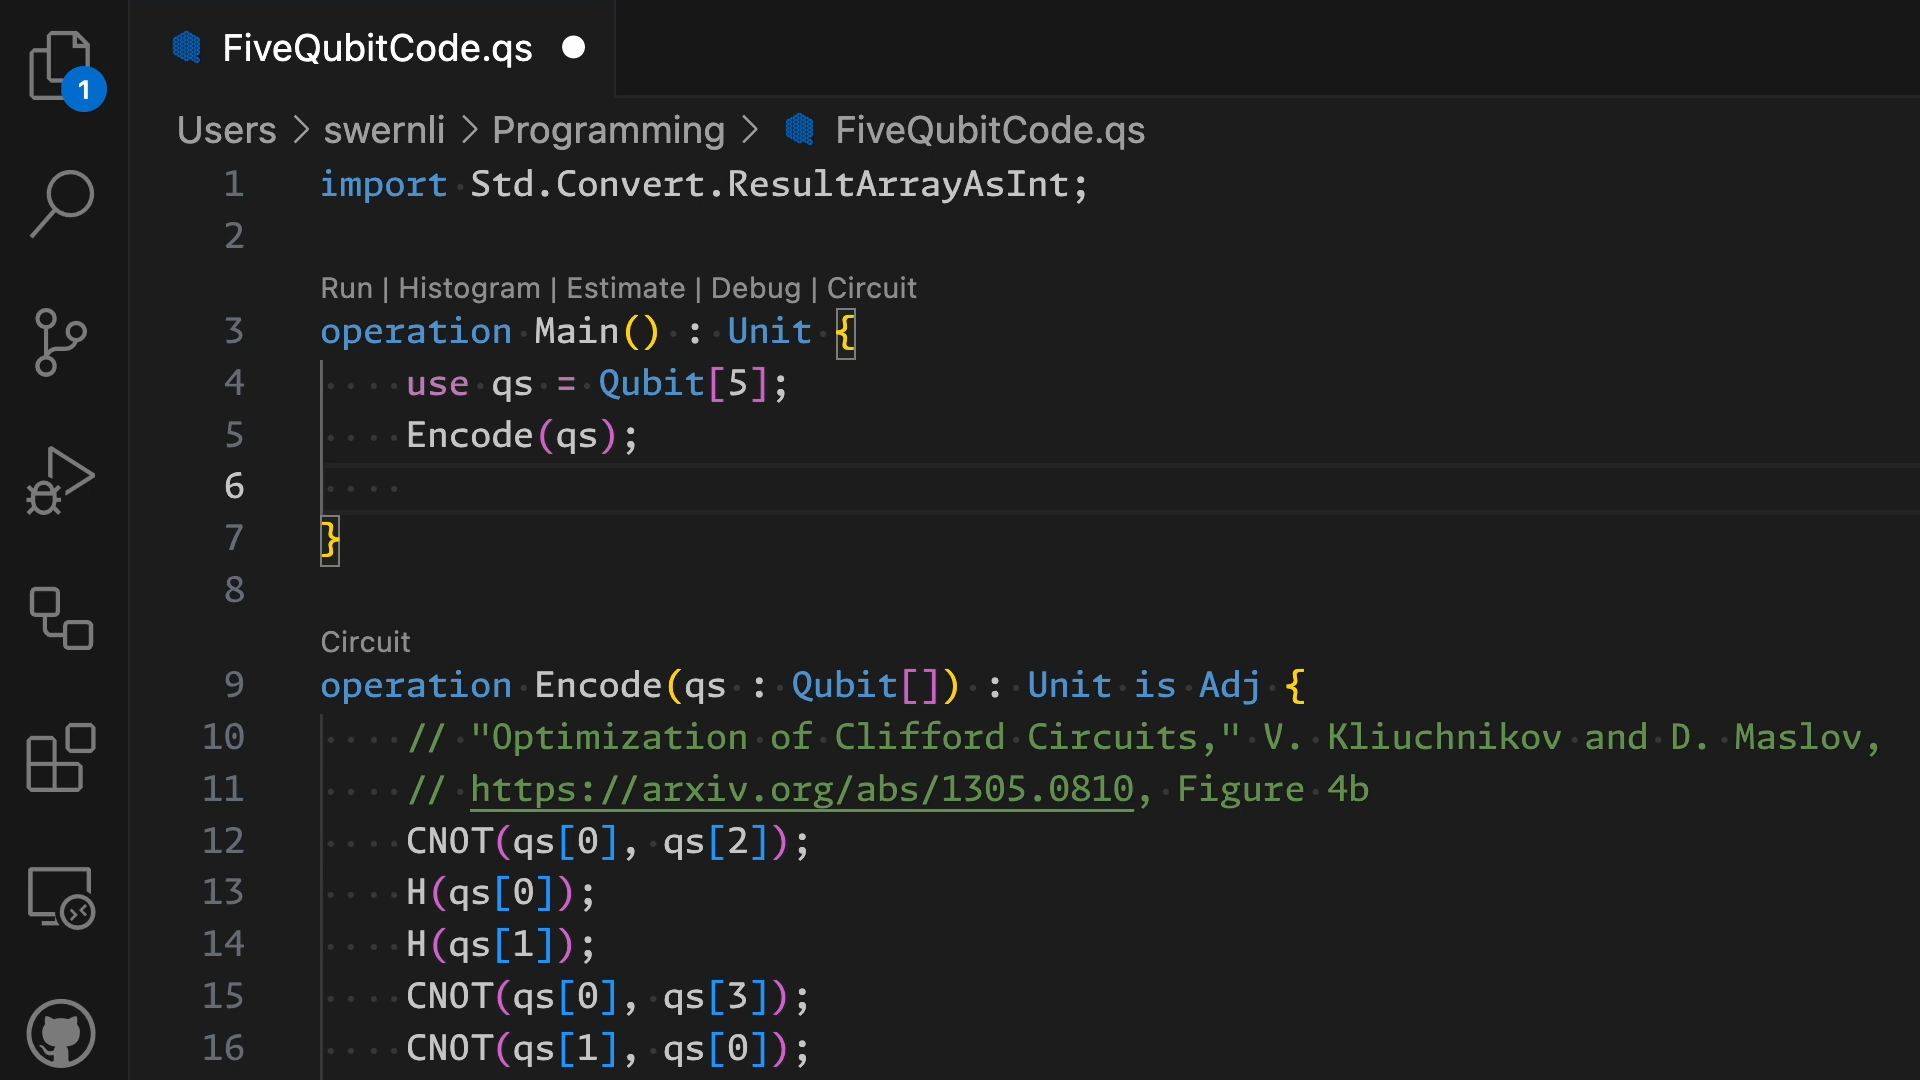 FiveQubitCode.qs
1
Users > swernli > Programming > FiveQubitCode.qs
1 import Std.Convert.ResultArrayAsInt;
2
Run | Histogram | Estimate | Debug | Circuit
3 operation Main() : Unit {
4 use qs = Qubit[5];
5 Encode(qs);
6
7 }
8
Circuit
9 operation Encode(qs : Qubit[]) : Unit is Adj {
10 // "Optimization of Clifford Circuits," V. Kliuchnikov and D. Maslov,
11 // https://arxiv.org/abs/1305.0810, Figure 4b
12 CNOT(qs[0], qs[2]);
13 H(qs[0]);
14 H(qs[1]);
15 CNOT(qs[0], qs[3]);
16 CNOT(qs[1], qs[0]);